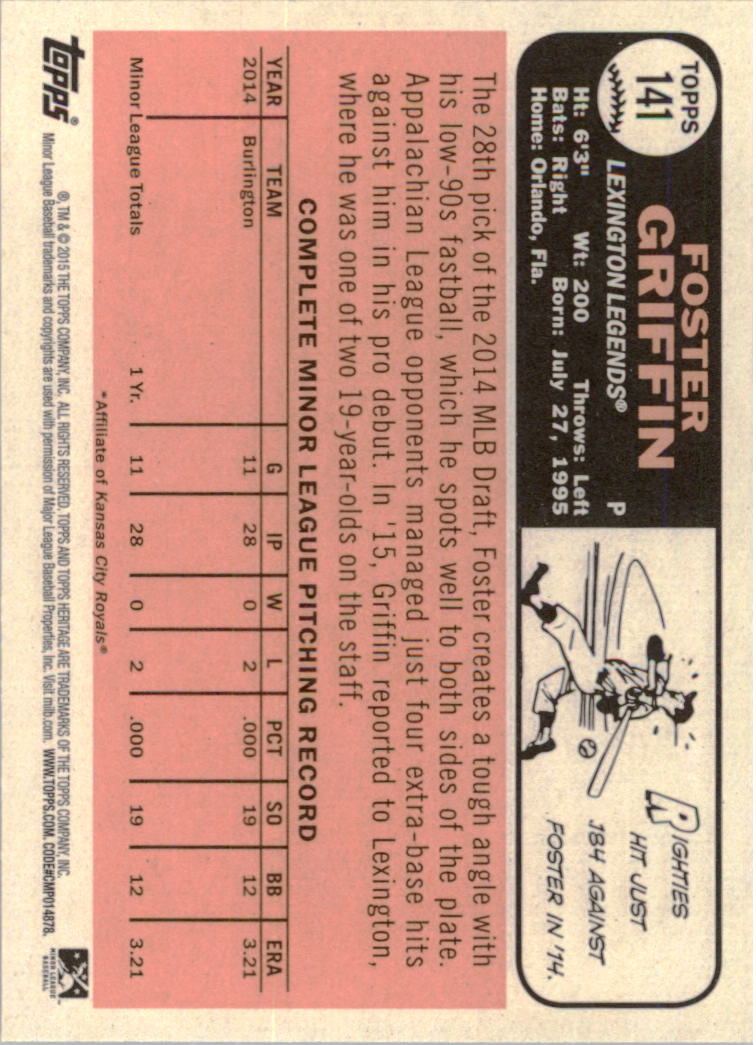 TOPPS
141
FOSTER
GRIFFIN
LEXINGTON LEGENDS® P
Ht: 6'3" Wt: 200 Throws: Left
Bats: Right Born: July 27, 1995
Home: Orlando, Fla.
RIGHTIES
HIT JUST
.184 AGAINST
FOSTER IN '14.
The 28th pick of the 2014 MLB Draft, Foster creates a tough angle with
his low-90s fastball, which he spots well to both sides of the plate.
Appalachian League opponents managed just four extra-base hits
against him in his pro debut. In '15, Griffin reported to Lexington,
where he was one of two 19-year-olds on the staff.
COMPLETE MINOR LEAGUE PITCHING RECORD
YEAR TEAM G IP W L PCT SO BB ERA
2014 Burlington 11 28 0 2 .000 19 12 3.21
Minor League Totals 1 Yr. 11 28 0 2 .000 19 12 3.21
*Affiliate of Kansas City Royals®
topps®
®, TM & © 2015 THE TOPPS COMPANY, INC. ALL RIGHTS RESERVED. TOPPS AND TOPPS HERITAGE ARE TRADEMARKS OF THE TOPPS COMPANY, INC.
Minor League Baseball trademarks and copyrights are used with permission of Major League Baseball Properties, Inc. Visit milb.com. WWW.TOPPS.COM. CODE#CMP014878.
MINOR LEAGUE
BASEBALL